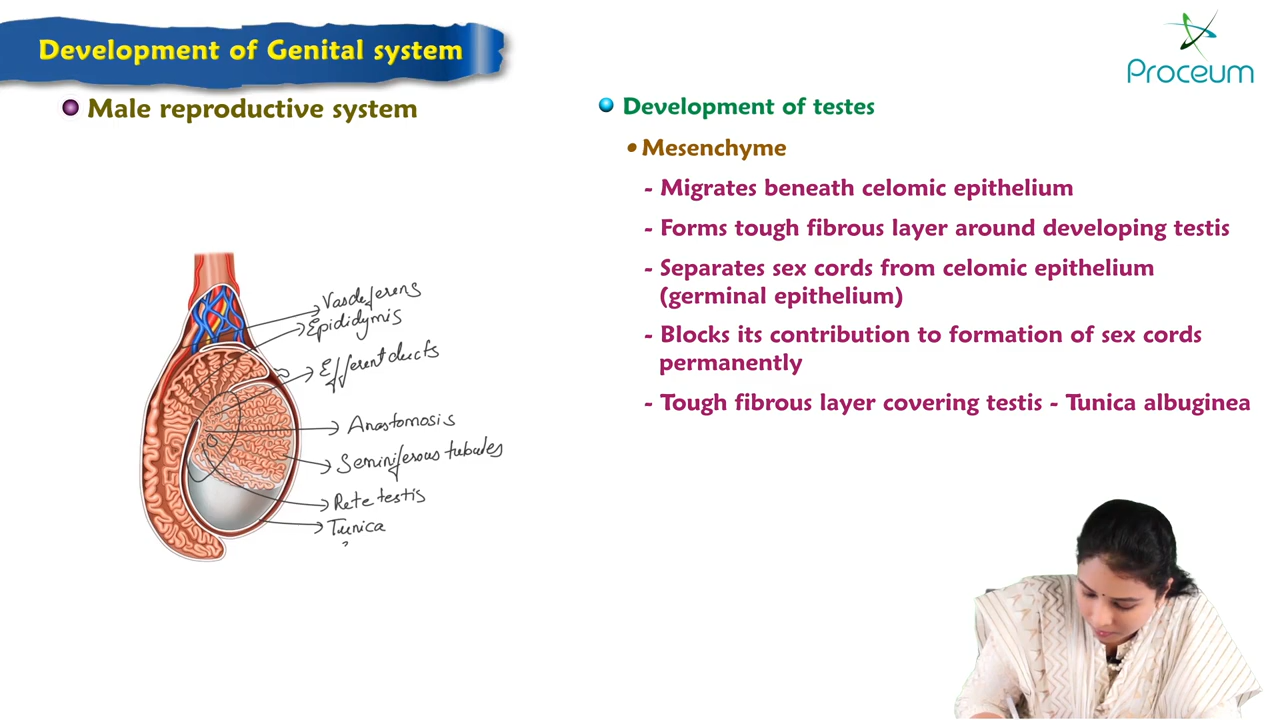 Development of Genital system
Proceum
Male reproductive system
Development of testes
Mesenchyme
- Migrates beneath celomic epithelium
- Forms tough fibrous layer around developing testis
- Separates sex cords from celomic epithelium
(germinal epithelium)
- Blocks its contribution to formation of sex cords
permanently
- Tough fibrous layer covering testis - Tunica albuginea
Vasdeferens
Epididymis
Efferent ducts
Anastomosis
Seminiferous tubules
Rete testis
Tunica